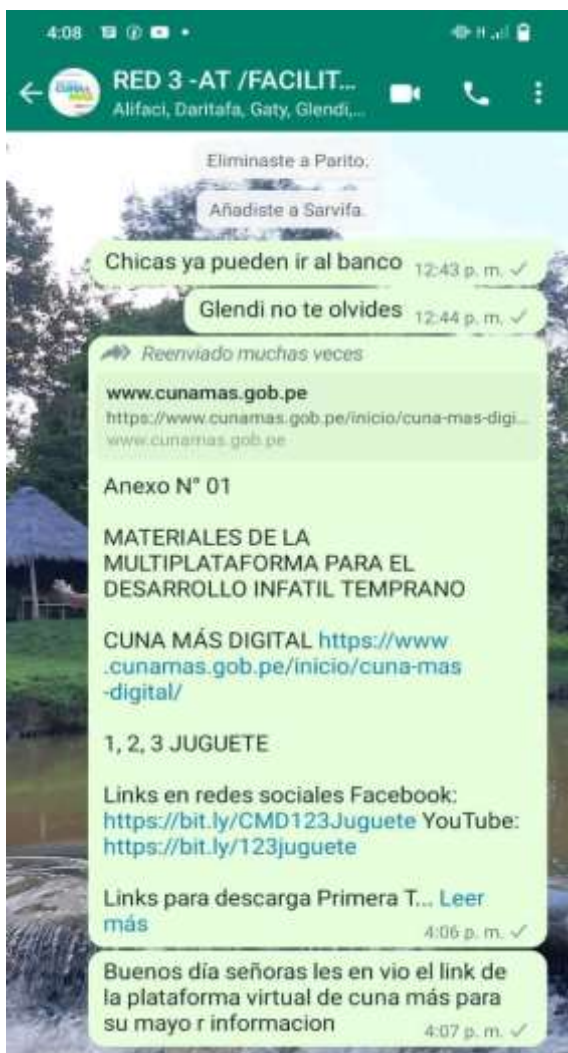 4:08
RED 3 -AT /FACILIT...
Alifaci, Daritafa, Gaty, Glendi,...
Eliminaste a Parito.
Añadiste a Sarvifa.
Chicas ya pueden ir al banco 12:43 p. m.
Glendi no te olvides 12:44 p. m.
Reenviado muchas veces
www.cunamas.gob.pe
https://www.cunamas.gob.pe/inicio/cuna-mas-digi...
www.cunamas.gob.pe
Anexo N° 01
MATERIALES DE LA
MULTIPLATAFORMA PARA EL
DESARROLLO INFATIL TEMPRANO
CUNA MÁS DIGITAL https://www
.cunamas.gob.pe/inicio/cuna-mas
-digital/
1, 2, 3 JUGUETE
Links en redes sociales Facebook:
https://bit.ly/CMD123Juguete YouTube:
https://bit.ly/123juguete
Links para descarga Primera T... Leer
más 4:06 p. m.
Buenos día señoras les en vio el link de
la plataforma virtual de cuna más para
su mayo r informacion 4:07 p. m.